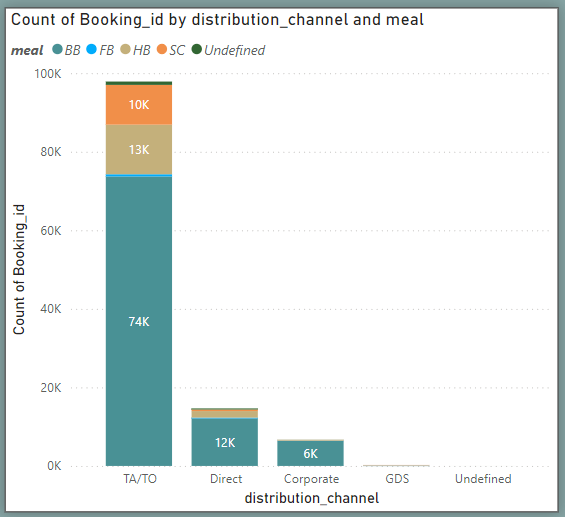 Count of Booking_id by distribution_channel and meal
meal BB FB HB SC Undefined
100K
80K
60K
40K
20K
0K
Count of Booking_id
10K
13K
74K
12K
6K
TA/TO Direct Corporate GDS Undefined
distribution_channel